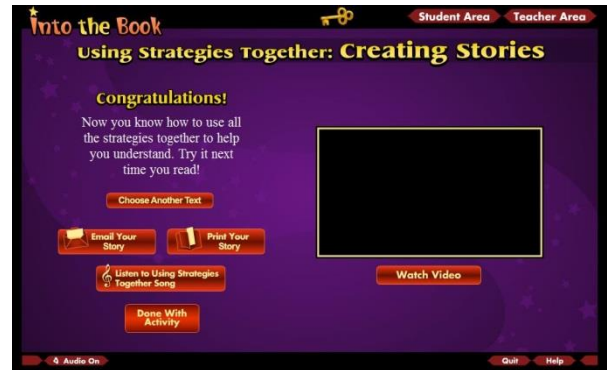 Into the Book
Student Area
Teacher Area
Using Strategies Together: Creating Stories
Congratulations!
Now you know how to use all
the strategies together to help
you understand. Try it next
time you read!
Choose Another Text
Email Your
Story
Print Your
Story
Listen to Using Strategies
Together Song
Done With
Activity
Watch Video
Audio On
Quit
Help